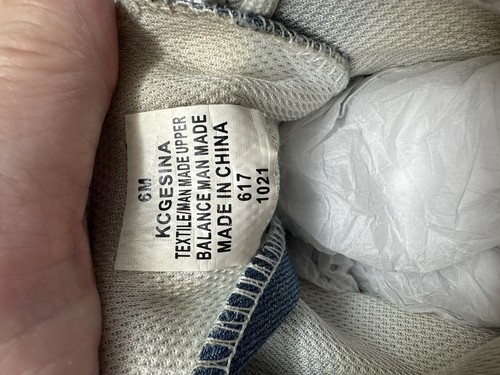 6M
KCGESINA
TEXTILE/MAN MADE UPPER
BALANCE MAN MADE
MADE IN CHINA
617
1021